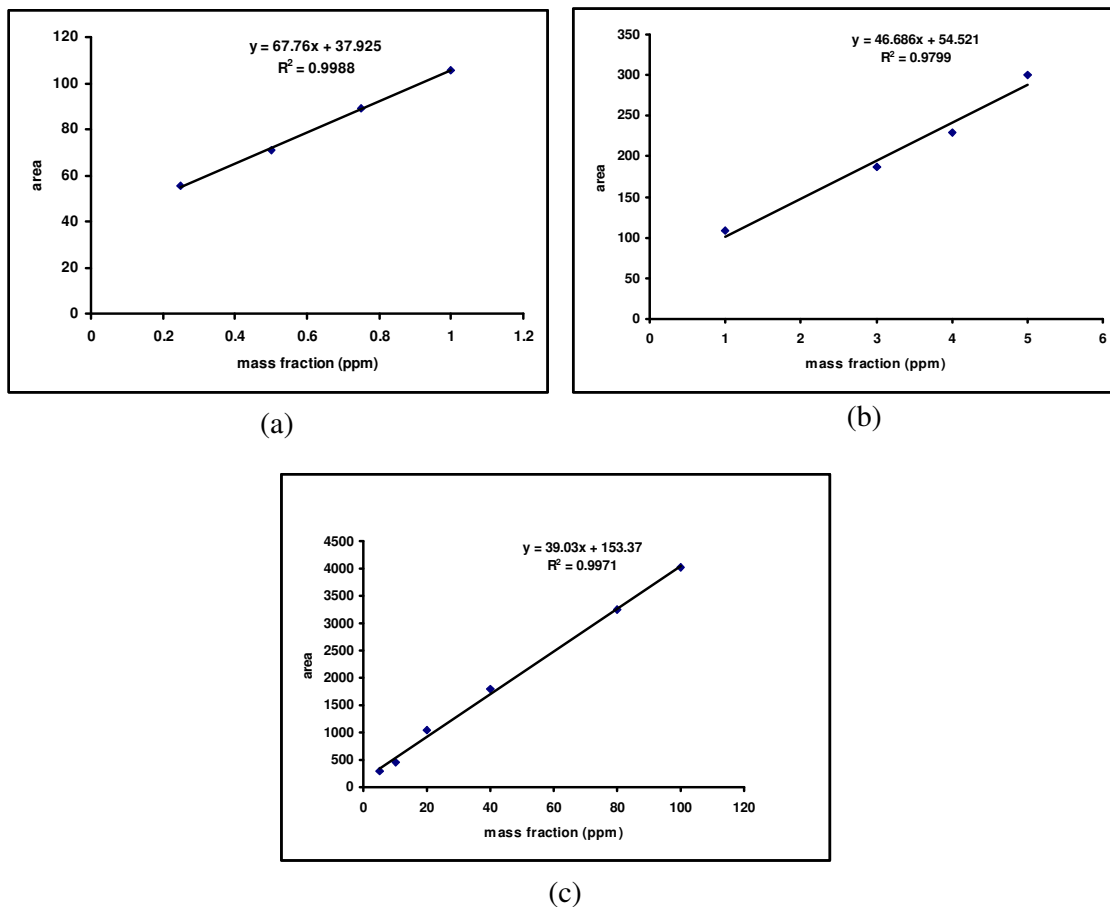 y = 67.76x + 37.925
R² = 0.9988
120
100
80
60
40
20
0
0 0.2 0.4 0.6 0.8 1 1.2
area
mass fraction (ppm)
(a)
y = 46.686x + 54.521
R² = 0.9799
350
300
250
200
150
100
50
0
0 1 2 3 4 5 6
area
mass fraction (ppm)
(b)
y = 39.03x + 153.37
R² = 0.9971
4500
4000
3500
3000
2500
2000
1500
1000
500
0
0 20 40 60 80 100 120
area
mass fraction (ppm)
(c)